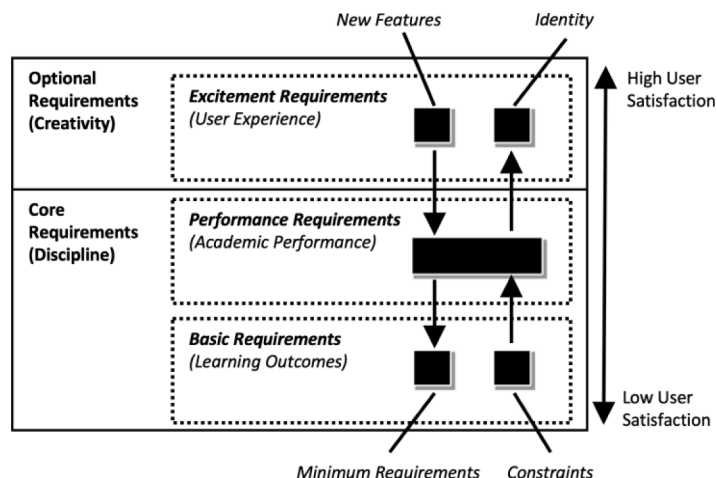 New Features
Identity
Optional
Requirements
(Creativity)
Excitement Requirements
(User Experience)
High User
Satisfaction
Core
Requirements
(Discipline)
Performance Requirements
(Academic Performance)
Basic Requirements
(Learning Outcomes)
Low User
Satisfaction
Minimum Requirements
Constraints